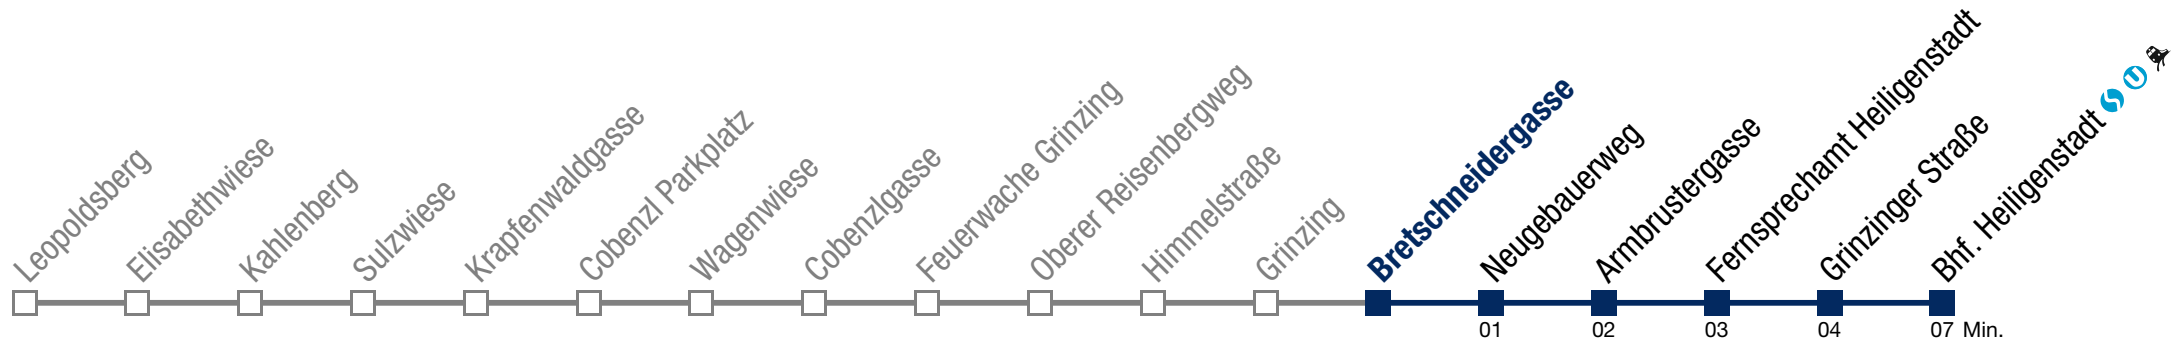 Leopoldsberg
Elisabethwiese
Kahlenberg
Sulzwiese
Krapfenwaldgasse
Cobenzl Parkplatz
Wagenwiese
Cobenzlgasse
Feuerwache Grinzing
Oberer Reisenbergweg
Himmelstraße
Grinzing
Bretschneidergasse
Neugebauerweg
Armbrustergasse
Fernsprechamt Heiligenstadt
Grinzinger Straße
Bhf. Heiligenstadt S U
01 02 03 04 07 Min.